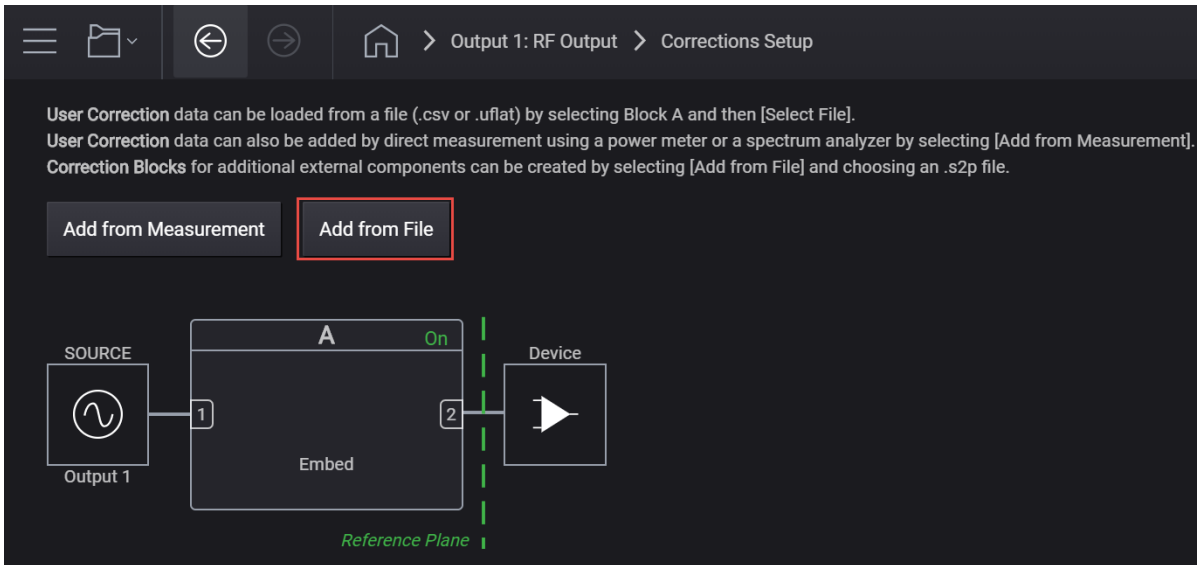 Output 1: RF Output > Corrections Setup
User Correction data can be loaded from a file (.csv or .uflat) by selecting Block A and then [Select File].
User Correction data can also be added by direct measurement using a power meter or a spectrum analyzer by selecting [Add from Measurement].
Correction Blocks for additional external components can be created by selecting [Add from File] and choosing an .s2p file.
Add from Measurement
Add from File
A
On
SOURCE
Device
1
2
Embed
Output 1
Reference Plane